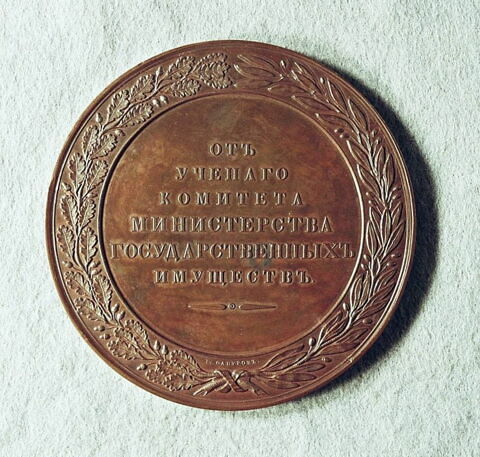 ОТЪ
УЧЕНАГО
КОМИТЕТА
МИНИСТЕРСТВА
ГОСУДАРСТВЕННЫХЪ
ИМУЩЕСТВЪ.